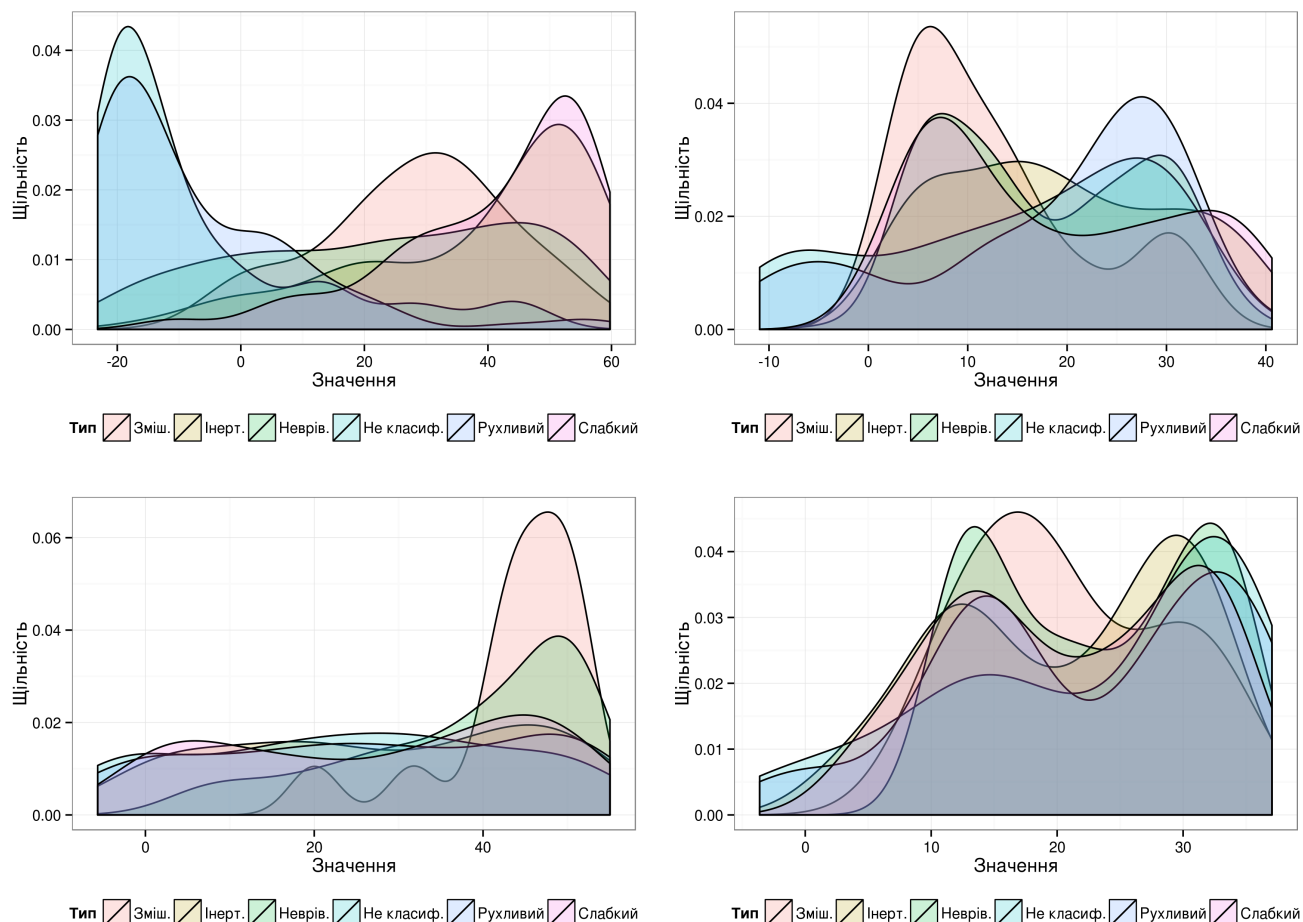 0.04
0.03
0.02
0.01
0.00
Щільність
-20 0 20 40 60
Значення
Тип Зміш. Інерт. Неврів. Не класиф. Рухливий Слабкий
0.04
0.02
0.00
Щільність
-10 0 10 20 30 40
Значення
Тип Зміш. Інерт. Неврів. Не класиф. Рухливий Слабкий
0.06
0.04
0.02
0.00
Щільність
0 20 40
Значення
Тип Зміш. Інерт. Неврів. Не класиф. Рухливий Слабкий
0.04
0.03
0.02
0.01
0.00
Щільність
0 10 20 30
Значення
Тип Зміш. Інерт. Неврів. Не класиф. Рухливий Слабкий